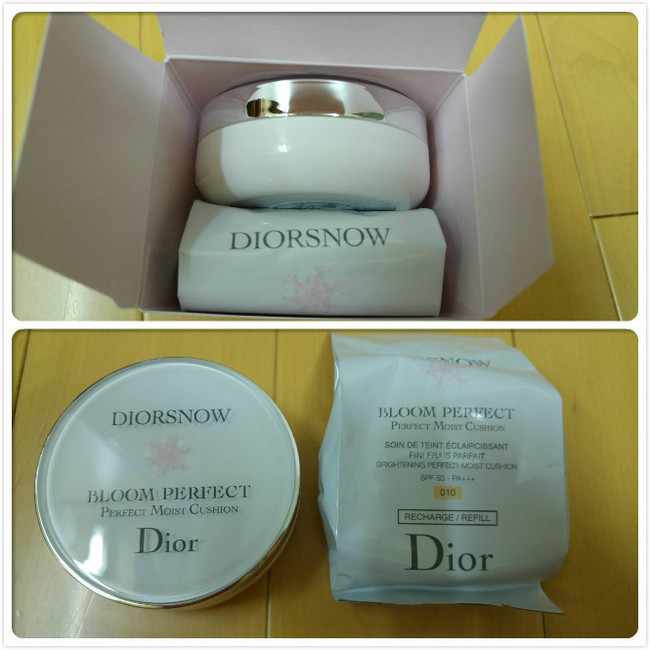 DIORSNOW
DIORSNOW
BLOOM PERFECT
PERFECT MOIST CUSHION
Dior
RSNOW
BLOOM PERFECT
PERFECT MOIST CUSHION
SOIN DE TEINT ÉCLAIRCISSANT
FINI FRAIS PARFAIT
BRIGHTENING PERFECT MOIST CUSHION
SPF 50 - PA+++
010
RECHARGE / REFILL
Dior